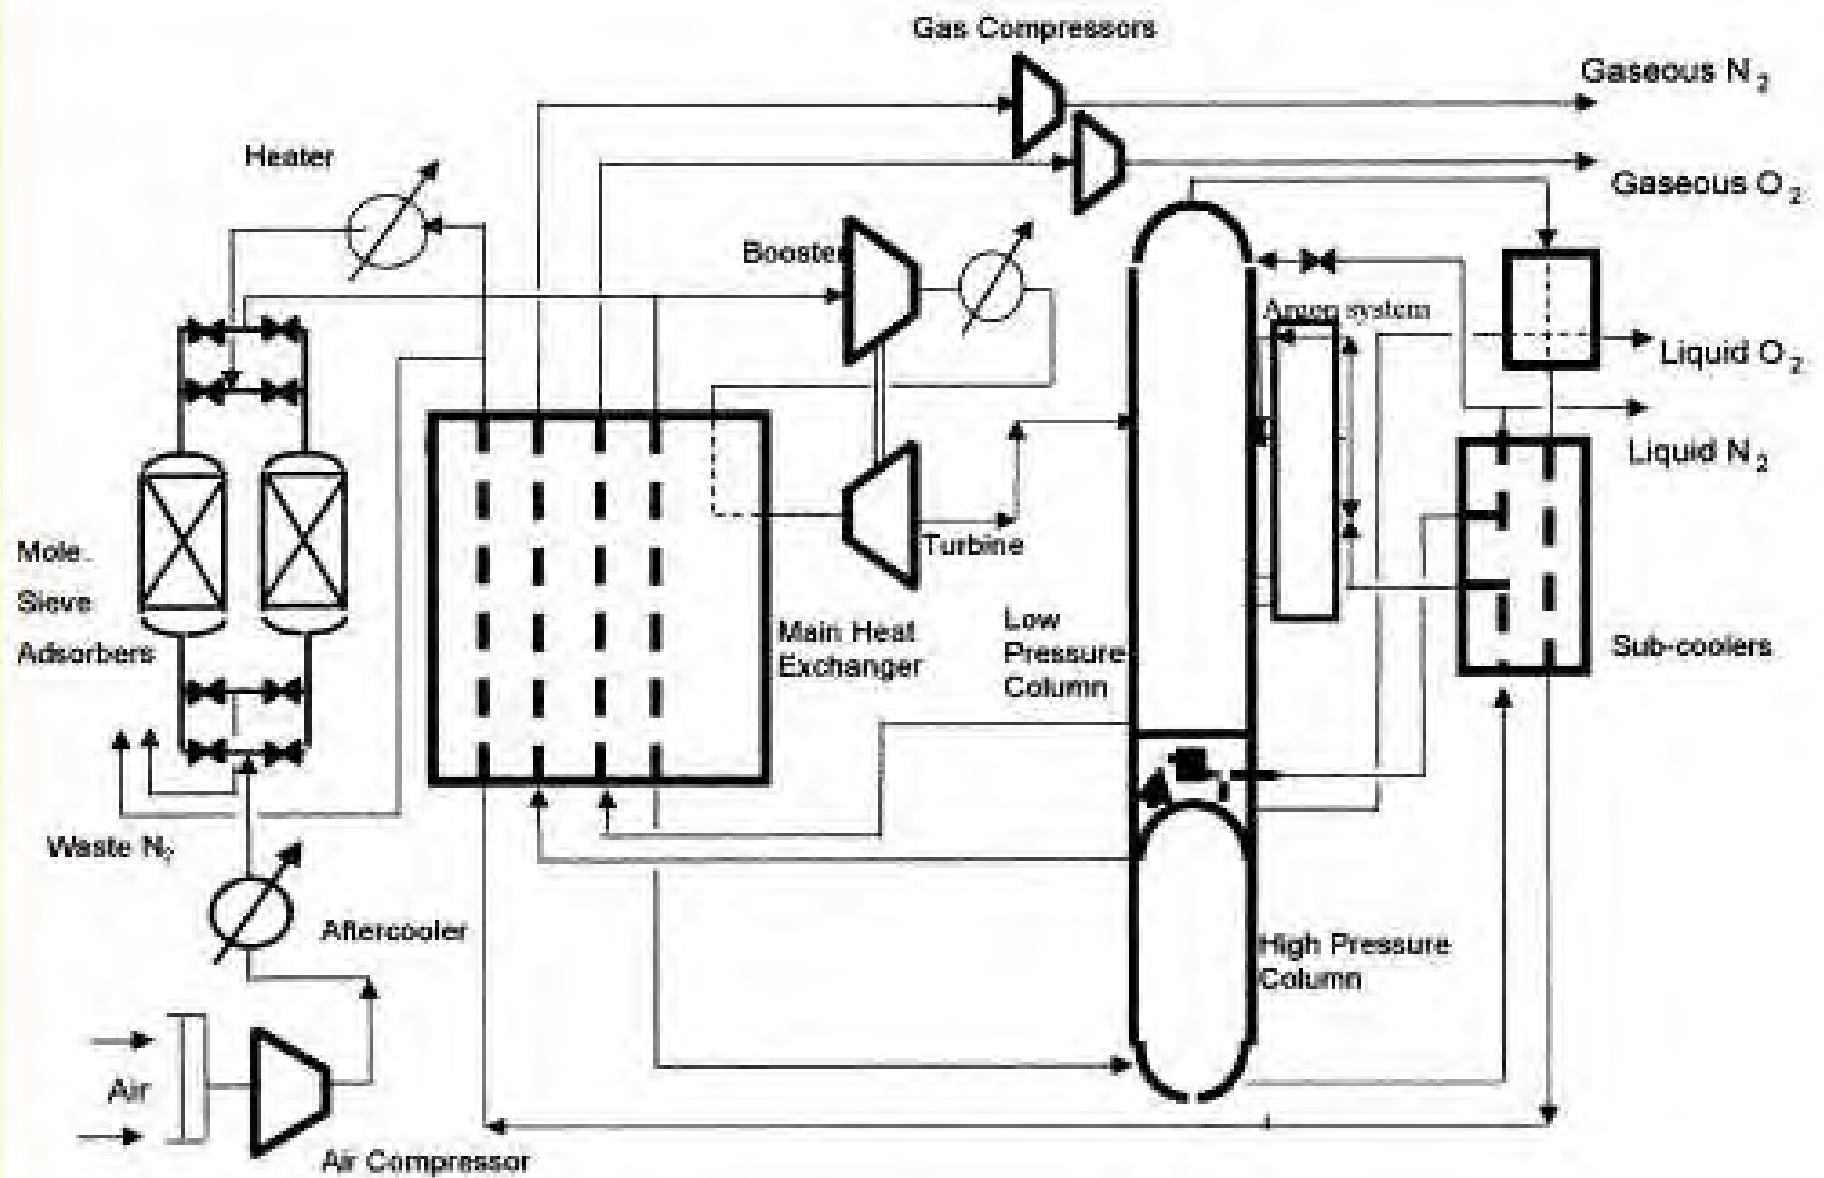 Gas Compressors
Gaseous N2
Heater
Gaseous O2
Booster
Argon system
Liquid O2
Liquid N2
Turbine
Mole.
Sieve
Adsorbers
Main Heat
Exchanger
Low
Pressure
Column
Sub-coolers
Waste N2
Aftercooler
High Pressure
Column
Air
Air Compressor